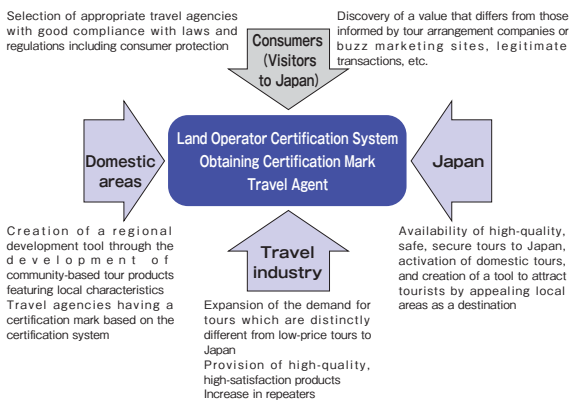 Selection of appropriate travel agencies
with good compliance with laws and
regulations including consumer protection
Consumers
(Visitors
to Japan)
Discovery of a value that differs from those
informed by tour arrangement companies or
buzz marketing sites, legitimate
transactions, etc.
Domestic
areas
Land Operator Certification System
Obtaining Certification Mark
Travel Agent
Japan
Creation of a regional
development tool through the
development of
community-based tour products
featuring local characteristics
Travel agencies having a
certification mark based on the
certification system
Travel
industry
Expansion of the demand for
tours which are distinctly
different from low-price tours to
Japan
Provision of high-quality,
high-satisfaction products
Increase in repeaters
Availability of high-quality,
safe, secure tours to Japan,
activation of domestic tours,
and creation of a tool to attract
tourists by appealing local
areas as a destination